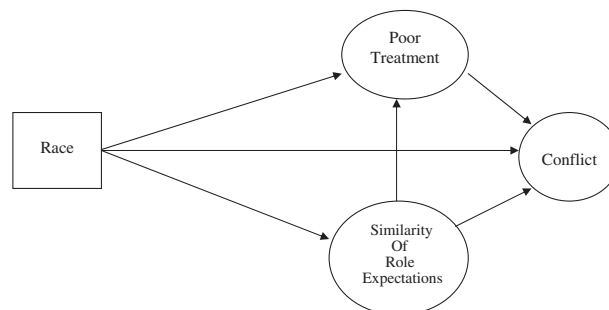 Poor
Treatment
Race
Conflict
Similarity
Of
Role
Expectations